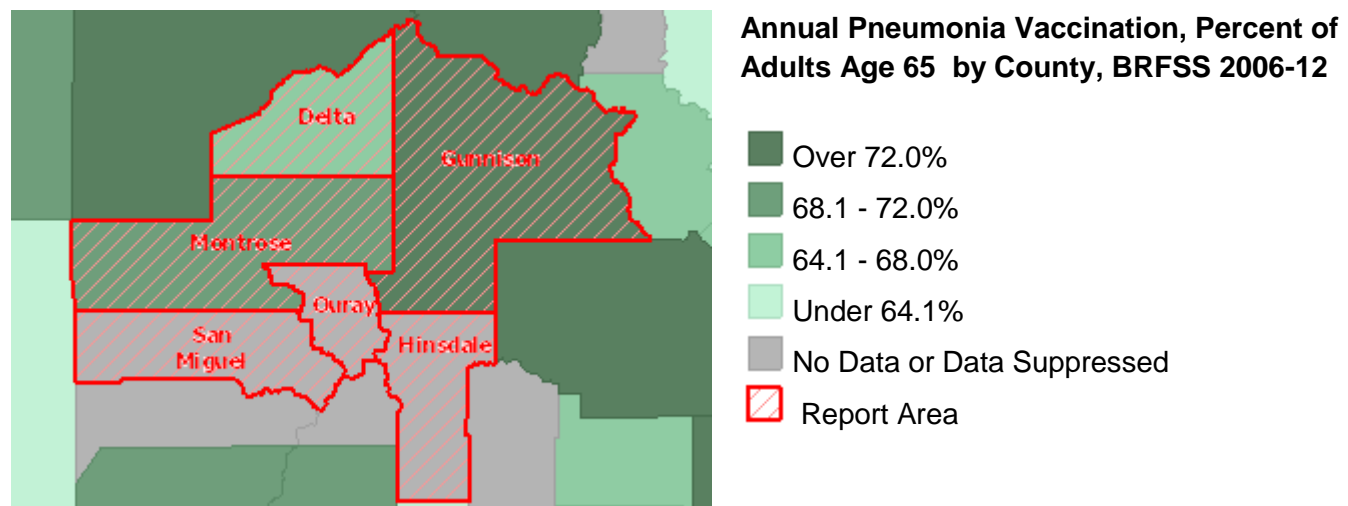 Annual Pneumonia Vaccination, Percent of
Adults Age 65 by County, BRFSS 2006-12
Over 72.0%
68.1 - 72.0%
64.1 - 68.0%
Under 64.1%
No Data or Data Suppressed
Report Area
Delta
Gunnison
Montrose
Ouray
San
Miguel
Hinsdale